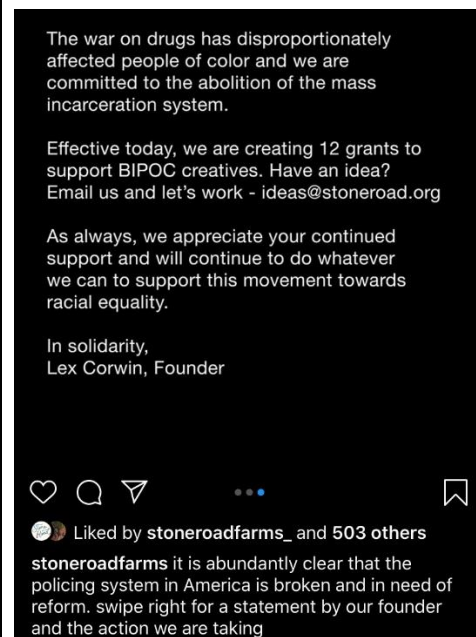 The war on drugs has disproportionately
affected people of color and we are
committed to the abolition of the mass
incarceration system.
Effective today, we are creating 12 grants to
support BIPOC creatives. Have an idea?
Email us and let's work - ideas@stoneroad.org
As always, we appreciate your continued
support and will continue to do whatever
we can to support this movement towards
racial equality.
In solidarity,
Lex Corwin, Founder
Liked by stoneroadfarms_ and 503 others
stoneroadfarms it is abundantly clear that the
policing system in America is broken and in need of
reform. swipe right for a statement by our founder
and the action we are taking